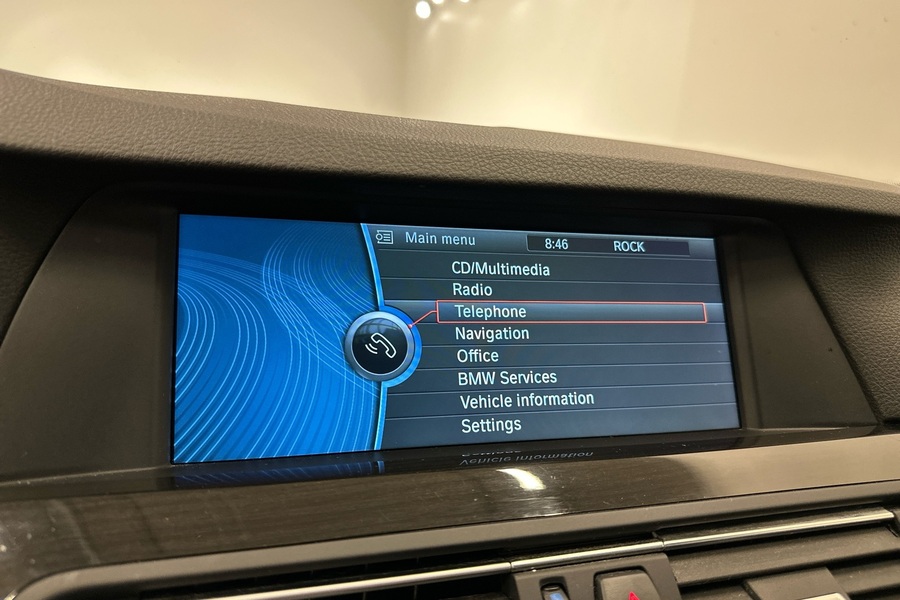 Main menu 8:46 ROCK
CD/Multimedia
Radio
Telephone
Navigation
Office
BMW Services
Vehicle information
Settings